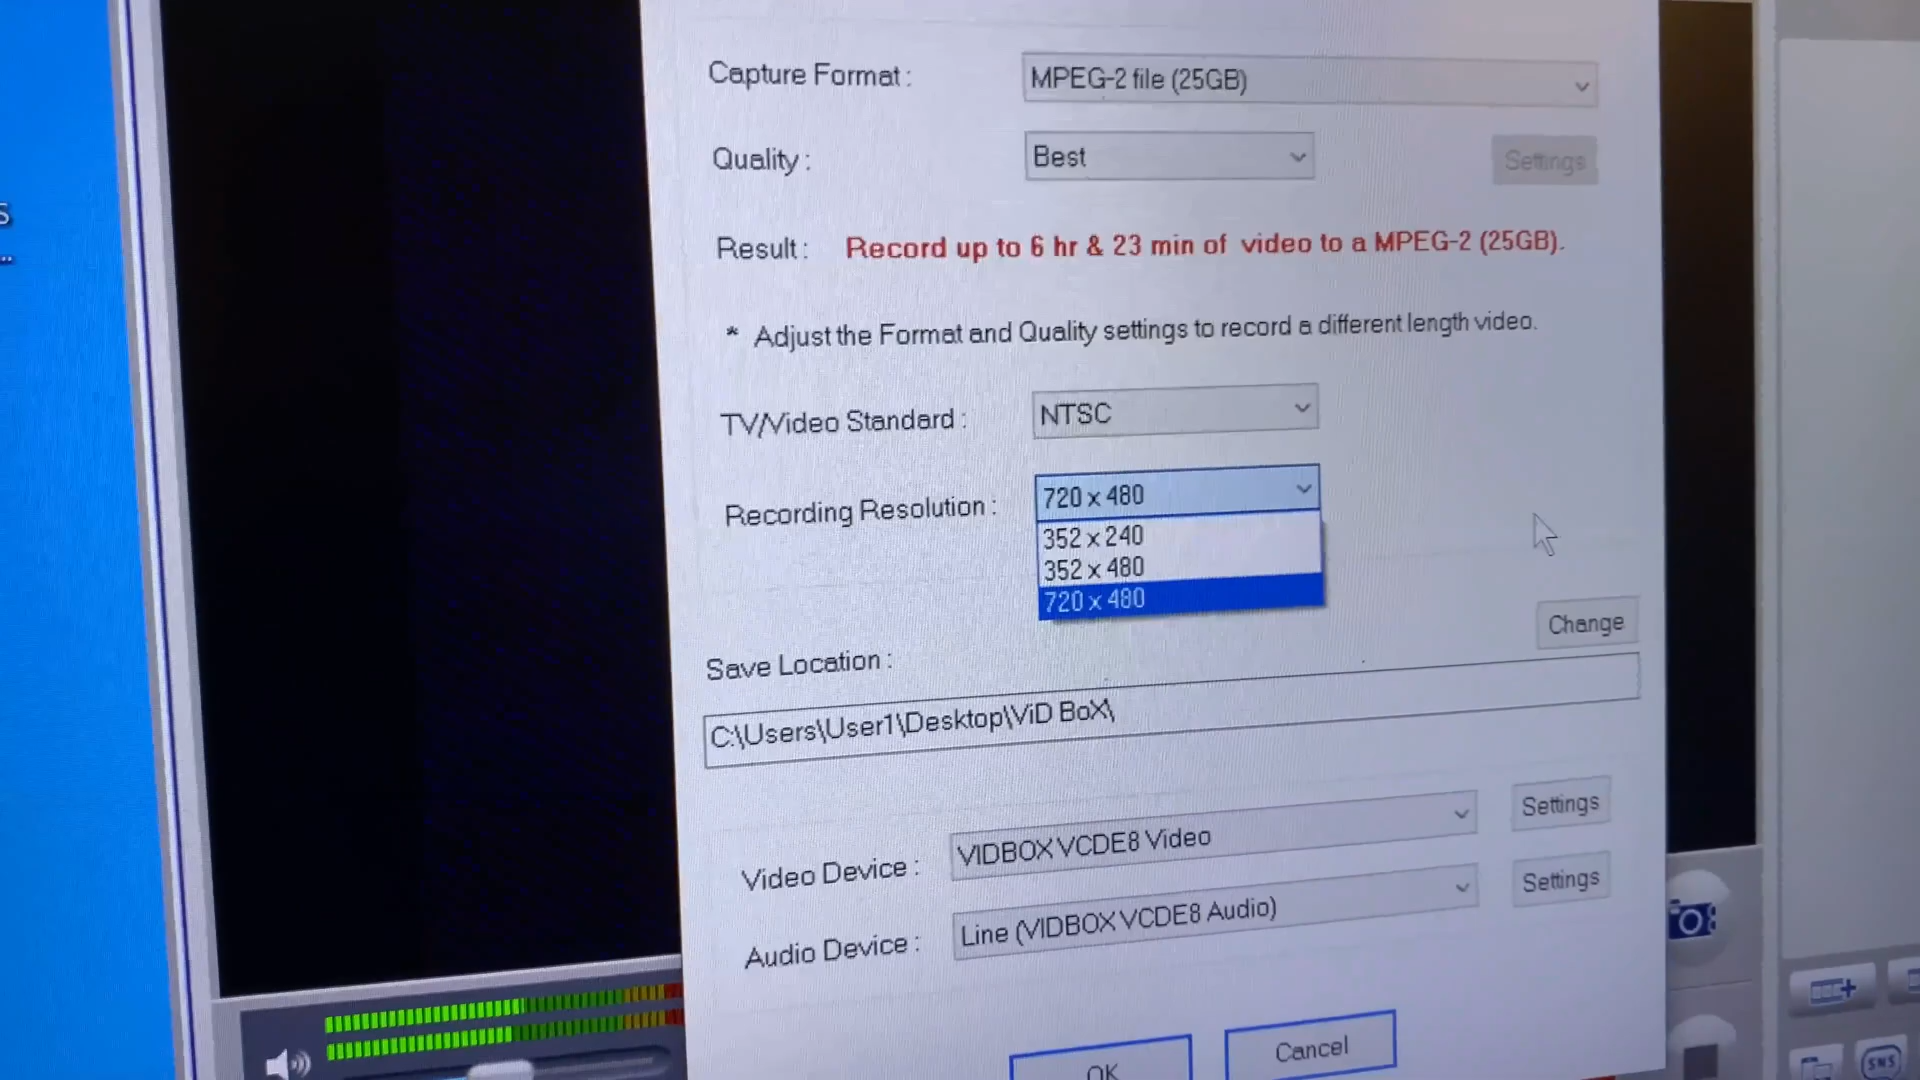 Capture Format :
MPEG-2 file (25GB)
Quality :
Best
Settings
Result :
Record up to 6 hr & 23 min of video to a MPEG-2 (25GB).
* Adjust the Format and Quality settings to record a different length video.
TV/Video Standard :
NTSC
Recording Resolution :
720 x 480
352 x 240
352 x 480
720 x 480
Change
Save Location :
C:\Users\User1\Desktop\ViD BoX\
Video Device :
VIDBOX VCDE8 Video
Settings
Audio Device :
Line (VIDBOX VCDE8 Audio)
Settings
OK
Cancel
SNS